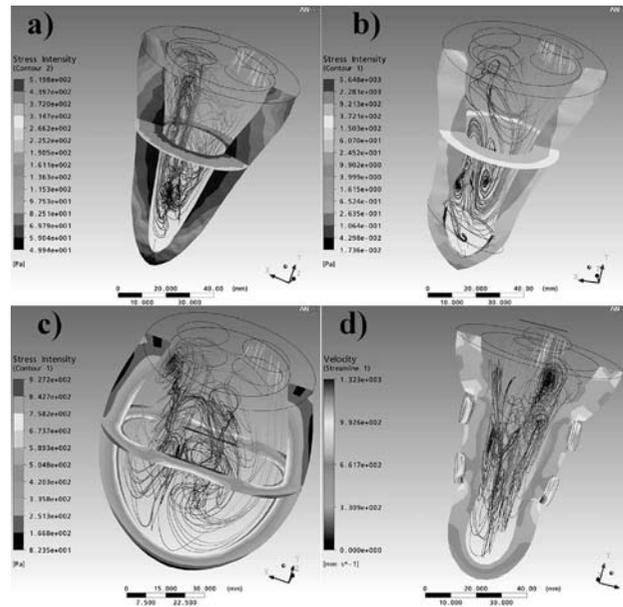 a)
Stress Intensity
(Contour 2)
5.198e+002
4.397e+002
3.720e+002
3.147e+002
2.662e+002
2.252e+002
1.905e+002
1.611e+002
1.363e+002
1.153e+002
9.753e+001
8.251e+001
6.979e+001
5.904e+001
4.994e+001
[Pa]
0 20.000 40.00 (mm)
10.000 30.000
b)
Stress Intensity
(Contour 1)
5.648e+003
2.281e+003
9.213e+002
3.721e+002
1.503e+002
6.070e+001
2.452e+001
9.902e+000
3.999e+000
1.615e+000
6.524e-001
2.635e-001
1.064e-001
4.298e-002
1.736e-002
[Pa]
0 20.000 40.00 (mm)
10.000 30.000
c)
Stress Intensity
(Contour 1)
9.272e+002
8.427e+002
7.582e+002
6.737e+002
5.893e+002
5.048e+002
4.203e+002
3.358e+002
2.513e+002
1.668e+002
8.235e+001
[Pa]
0 15.000 30.00 (mm)
7.500 22.500
d)
Velocity
(Streamline 1)
1.323e+003
9.926e+002
6.617e+002
3.309e+002
0.000e+000
[mm s^-1]
0 20.000 40.00 (mm)
10.000 30.000